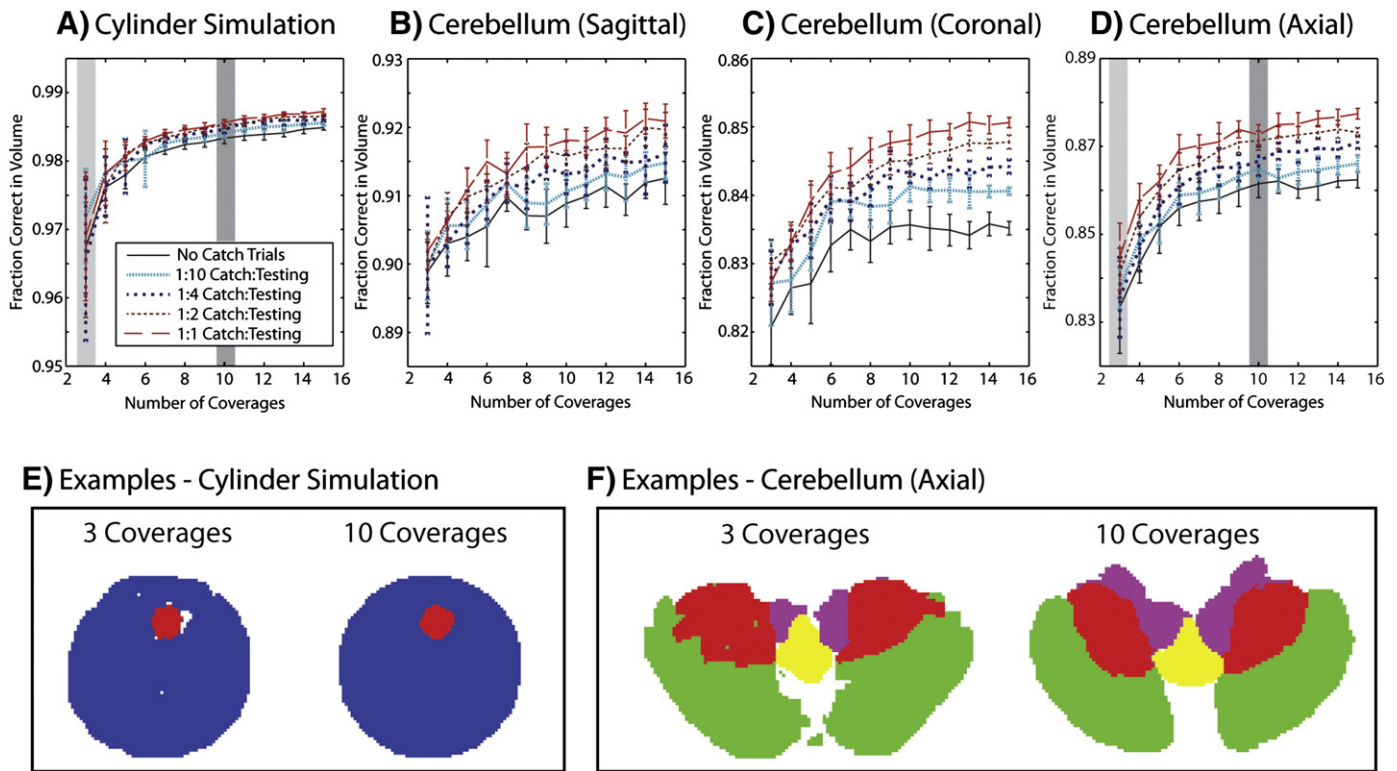 A) Cylinder Simulation
B) Cerebellum (Sagittal)
C) Cerebellum (Coronal)
D) Cerebellum (Axial)
Fraction Correct in Volume
0.99
0.98
0.97
0.96
0.95
2 4 6 8 10 12 14 16
Number of Coverages
No Catch Trials
1:10 Catch:Testing
1:4 Catch:Testing
1:2 Catch:Testing
1:1 Catch:Testing
Fraction Correct in Volume
0.93
0.92
0.91
0.90
0.89
2 4 6 8 10 12 14 16
Number of Coverages
Fraction Correct in Volume
0.86
0.85
0.84
0.83
0.82
2 4 6 8 10 12 14 16
Number of Coverages
Fraction Correct in Volume
0.89
0.87
0.85
0.83
2 4 6 8 10 12 14 16
Number of Coverages
E) Examples - Cylinder Simulation
3 Coverages
10 Coverages
F) Examples - Cerebellum (Axial)
3 Coverages
10 Coverages